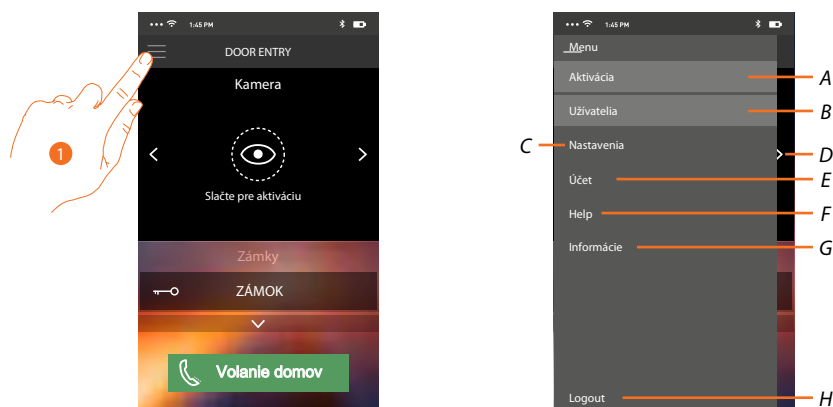 1:45 PM
DOOR ENTRY
Kamera
1
Slačte pre aktiváciu
Zámky
ZÁMOK
Volanie domov
1:45 PM
Menu
Aktivácia
A
Užívatelia
B
C
Nastavenia
D
Účet
E
Help
F
Informácie
G
Logout
H